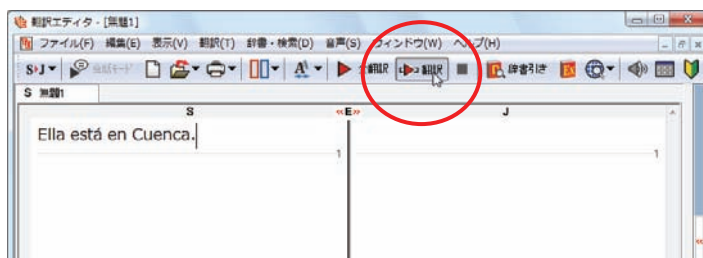 翻訳エディタ - [無題1]
ファイル(F) 編集(E) 表示(V) 翻訳(T) 辞書・検索(D) 音声(S) ウィンドウ(W) ヘルプ(H)
S▸J 全翻訳 翻訳 辞書引き
S 無題1
S «E» J
Ella está en Cuenca.
1 1